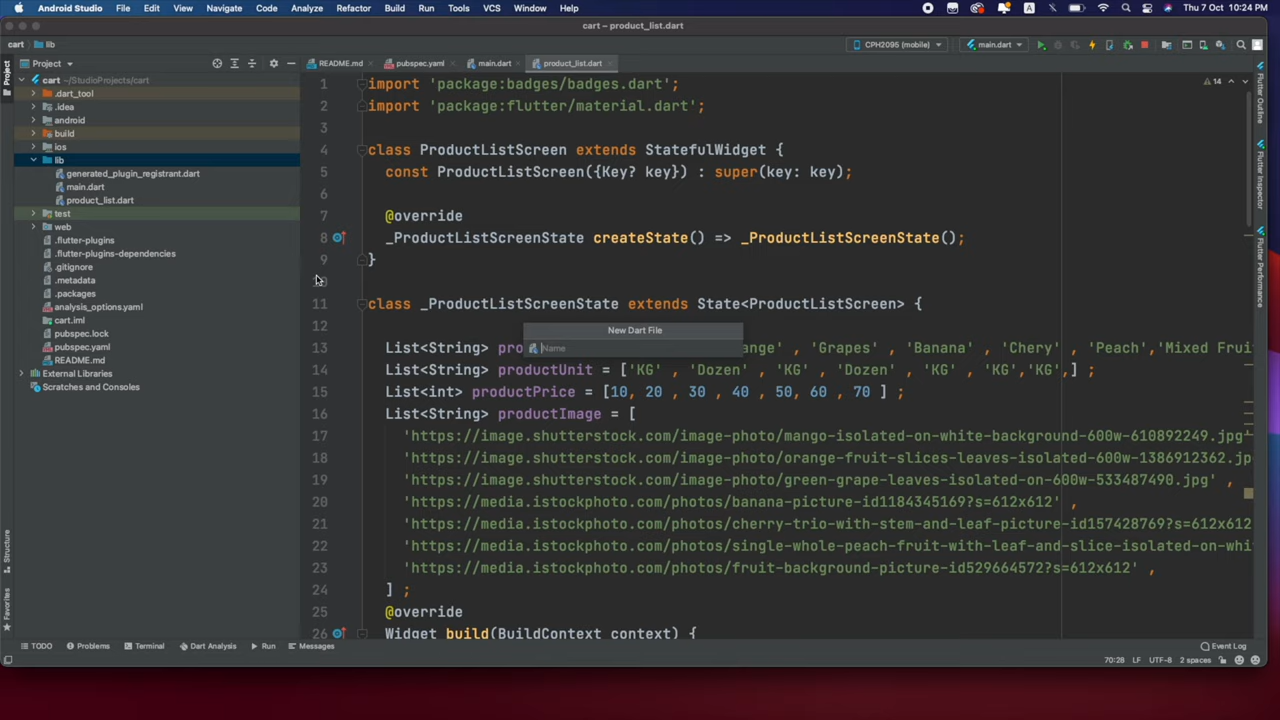 Android Studio File Edit View Navigate Code Analyze Refactor Build Run Tools VCS Window Help A Thu 7 Oct 10:24 PM
cart – product_list.dart
cart lib CPH2095 (mobile) main.dart
Project README.md pubspec.yaml main.dart product_list.dart
cart ~/StudioProjects/cart
.dart_tool
.idea
android
build
ios
lib
generated_plugin_registrant.dart
main.dart
product_list.dart
test
web
.flutter-plugins
.flutter-plugins-dependencies
.gitignore
.metadata
.packages
analysis_options.yaml
cart.iml
pubspec.lock
pubspec.yaml
README.md
External Libraries
Scratches and Consoles
Project
Structure
Favorites
1 import 'package:badges/badges.dart';
2 import 'package:flutter/material.dart';
3
4 class ProductListScreen extends StatefulWidget {
5 const ProductListScreen({Key? key}) : super(key: key);
6
7 @override
8 _ProductListScreenState createState() => _ProductListScreenState();
9 }
11 class _ProductListScreenState extends State<ProductListScreen> {
12
New Dart File
Name
13 List<String> pro ange' , 'Grapes' , 'Banana' , 'Chery' , 'Peach','Mixed Fruit
14 List<String> productUnit = ['KG' , 'Dozen' , 'KG' , 'Dozen' , 'KG' , 'KG','KG',] ;
15 List<int> productPrice = [10, 20 , 30 , 40 , 50, 60 , 70 ] ;
16 List<String> productImage = [
17 'https://image.shutterstock.com/image-photo/mango-isolated-on-white-background-600w-610892249.jpg'
18 'https://image.shutterstock.com/image-photo/orange-fruit-slices-leaves-isolated-600w-1386912362.jp
19 'https://image.shutterstock.com/image-photo/green-grape-leaves-isolated-on-600w-533487490.jpg' ,
20 'https://media.istockphoto.com/photos/banana-picture-id1184345169?s=612x612' ,
21 'https://media.istockphoto.com/photos/cherry-trio-with-stem-and-leaf-picture-id157428769?s=612x612
22 'https://media.istockphoto.com/photos/single-whole-peach-fruit-with-leaf-and-slice-isolated-on-whi
23 'https://media.istockphoto.com/photos/fruit-background-picture-id529664572?s=612x612' ,
24 ] ;
25 @override
26 Widget build(BuildContext context) {
14
Flutter Outline
Flutter Inspector
Flutter Performance
TODO Problems Terminal Dart Analysis Run Messages Event Log
70:28 LF UTF-8 2 spaces